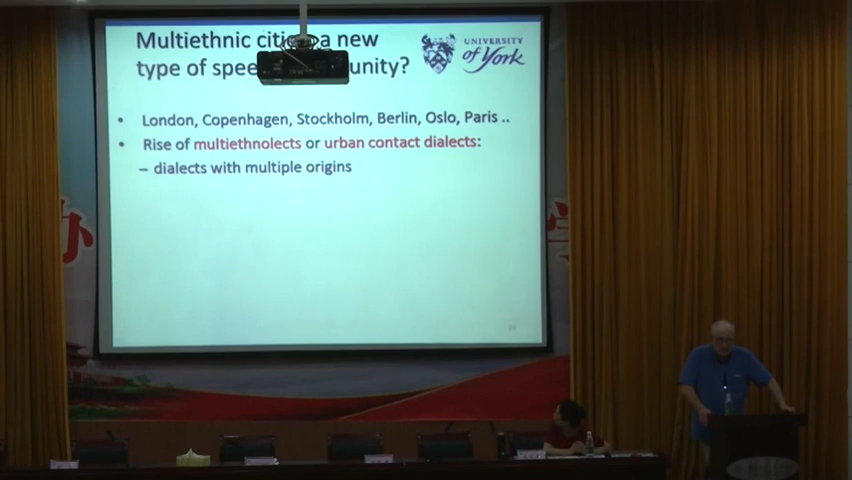 Multiethnic cities a new
type of spee unity?
UNIVERSITY
of York
• London, Copenhagen, Stockholm, Berlin, Oslo, Paris ..
• Rise of multiethnolects or urban contact dialects:
– dialects with multiple origins